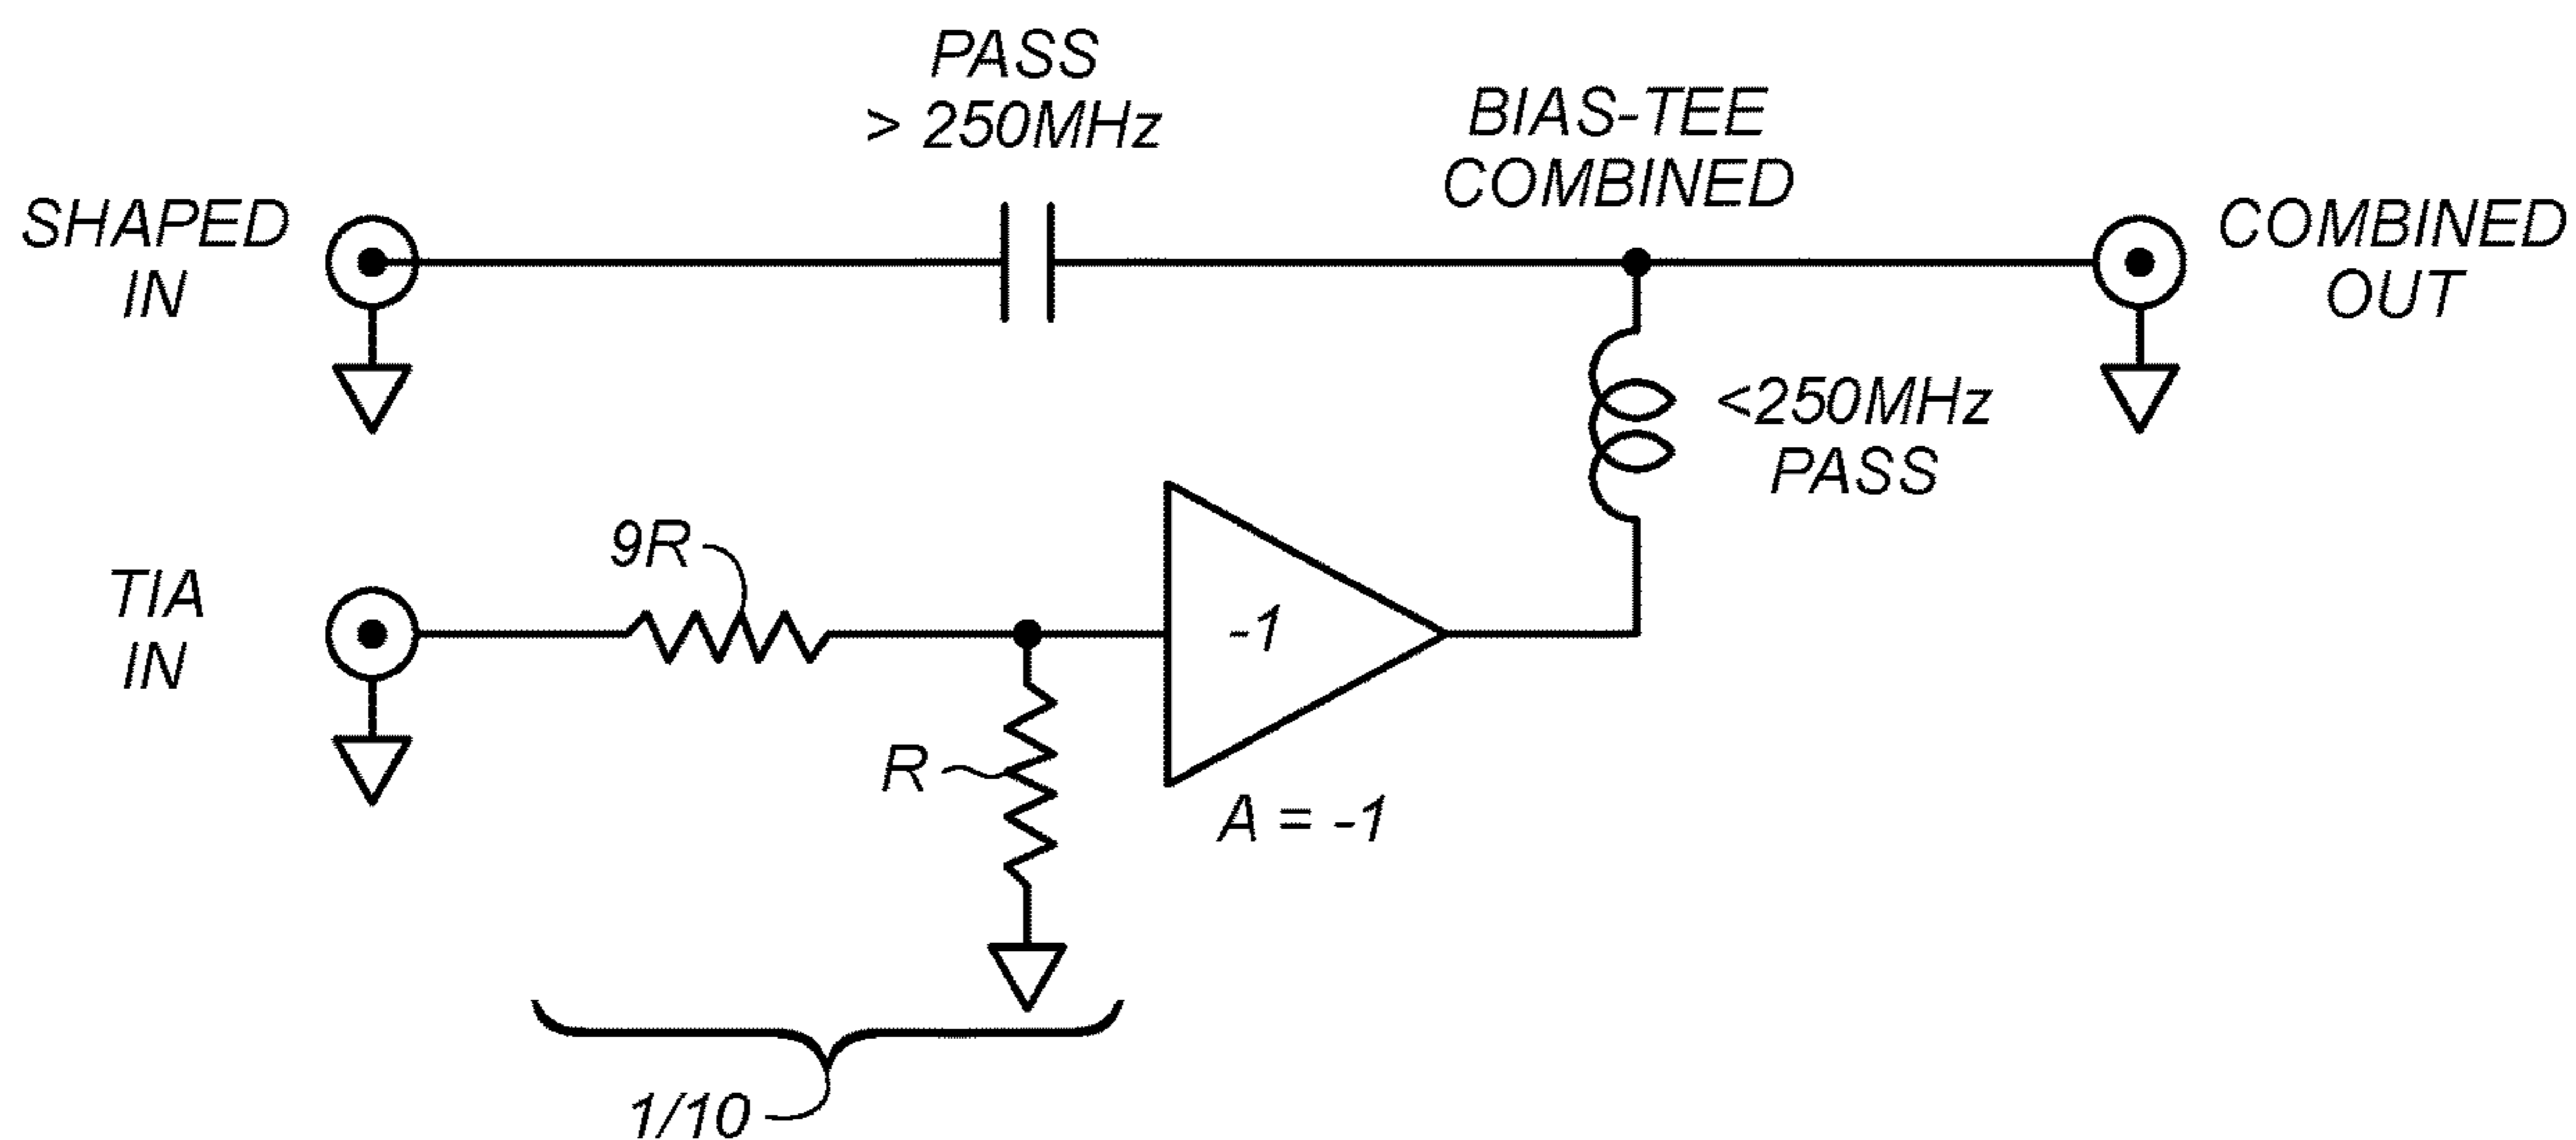 PASS
> 250MHz
BIAS-TEE
COMBINED
SHAPED
IN
COMBINED
OUT
<250MHz
PASS
9R
TIA
IN
-1
R
A = -1
1/10